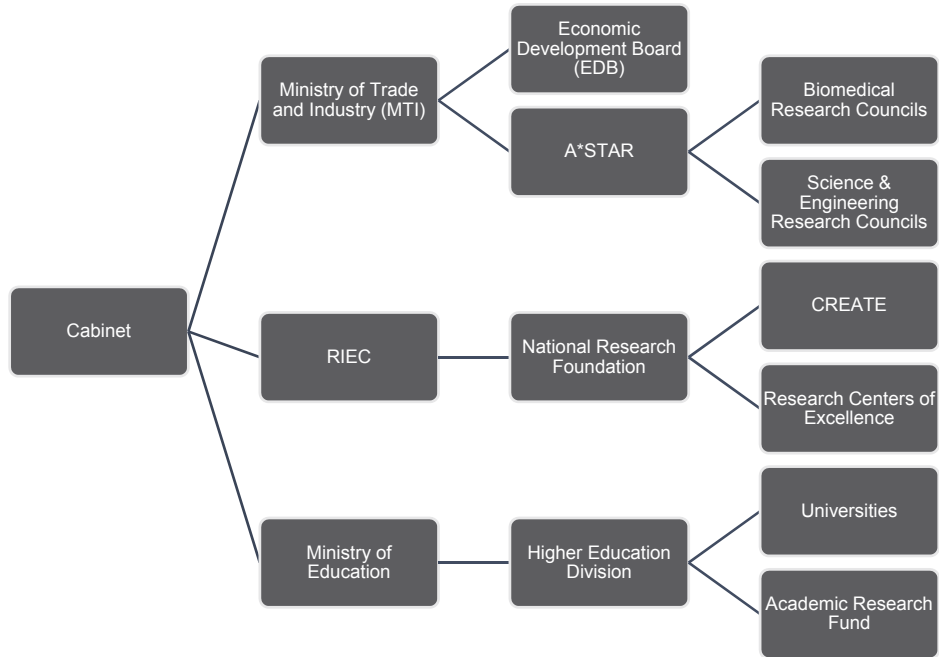 Cabinet
Ministry of Trade
and Industry (MTI)
Economic
Development Board
(EDB)
A*STAR
Biomedical
Research Councils
Science &
Engineering
Research Councils
RIEC
National Research
Foundation
CREATE
Research Centers of
Excellence
Ministry of
Education
Higher Education
Division
Universities
Academic Research
Fund